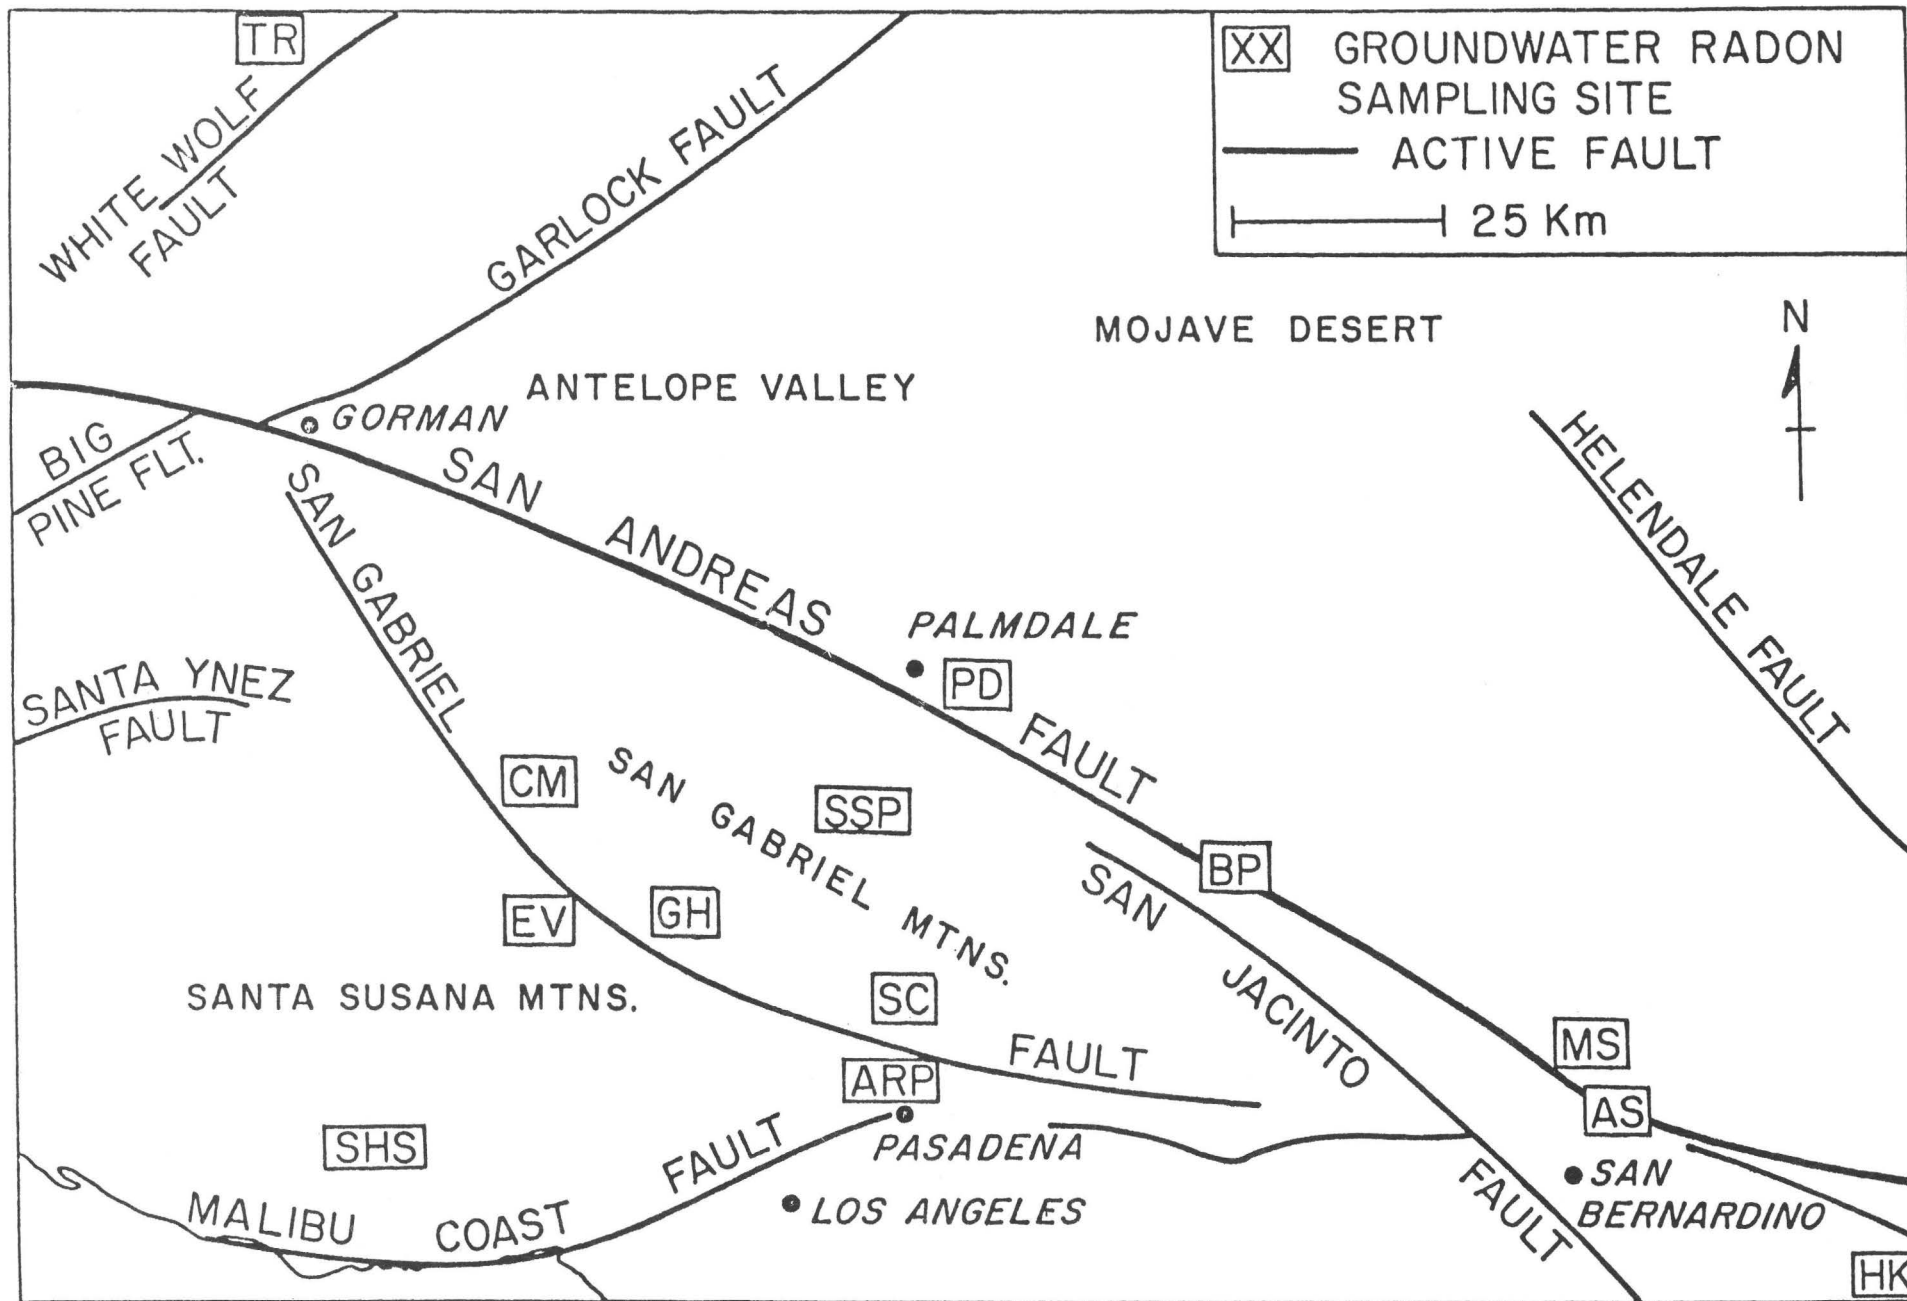 TR
XX GROUNDWATER RADON
SAMPLING SITE
ACTIVE FAULT
25 Km
WHITE WOLF
FAULT
GARLOCK FAULT
MOJAVE DESERT
N
ANTELOPE VALLEY
GORMAN
BIG
PINE FLT.
SAN ANDREAS FAULT
HELENDALE FAULT
SAN GABRIEL FAULT
PALMDALE
PD
SANTA YNEZ
FAULT
CM
SAN GABRIEL MTNS.
SSP
BP
SAN JACINTO FAULT
EV
GH
SANTA SUSANA MTNS.
SC
MS
ARP
AS
PASADENA
SHS
LOS ANGELES
SAN
BERNARDINO
MALIBU COAST FAULT
HK